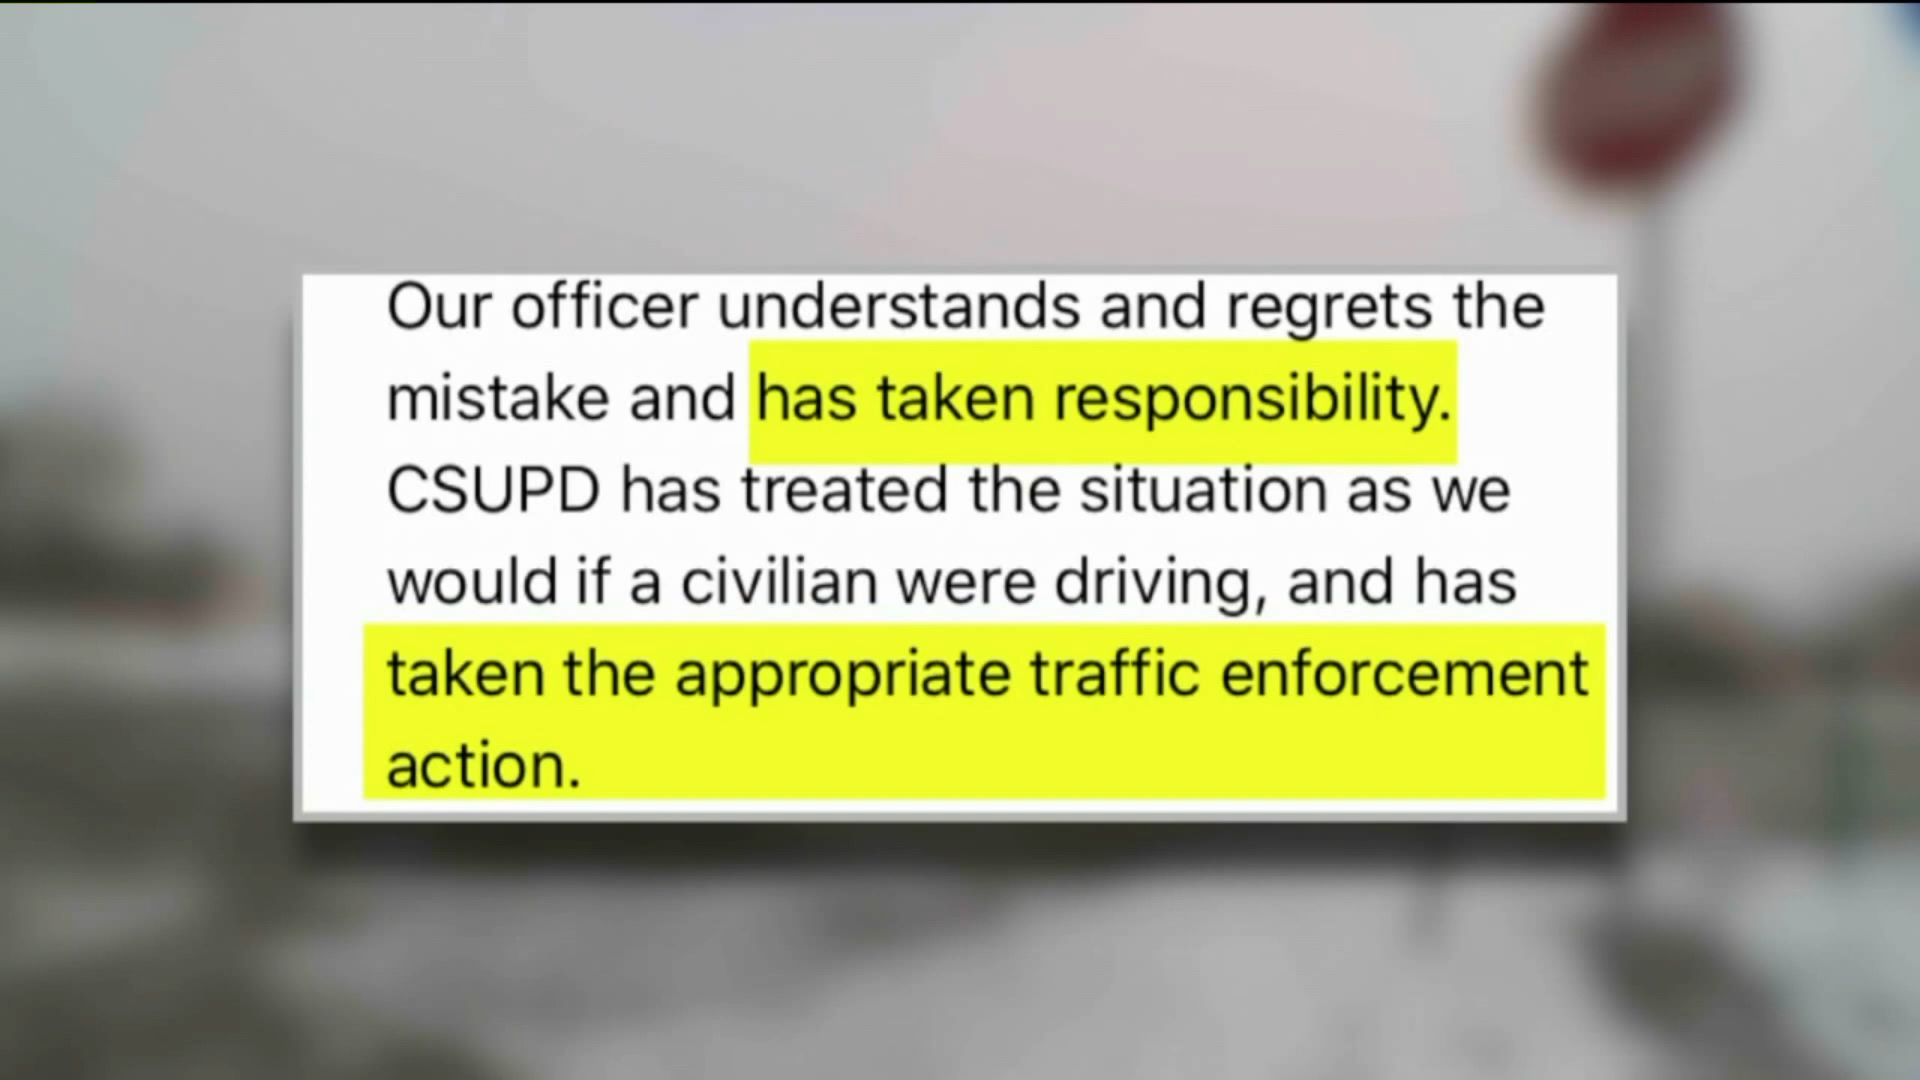 Our officer understands and regrets the
mistake and has taken responsibility.
CSUPD has treated the situation as we
would if a civilian were driving, and has
taken the appropriate traffic enforcement
action.